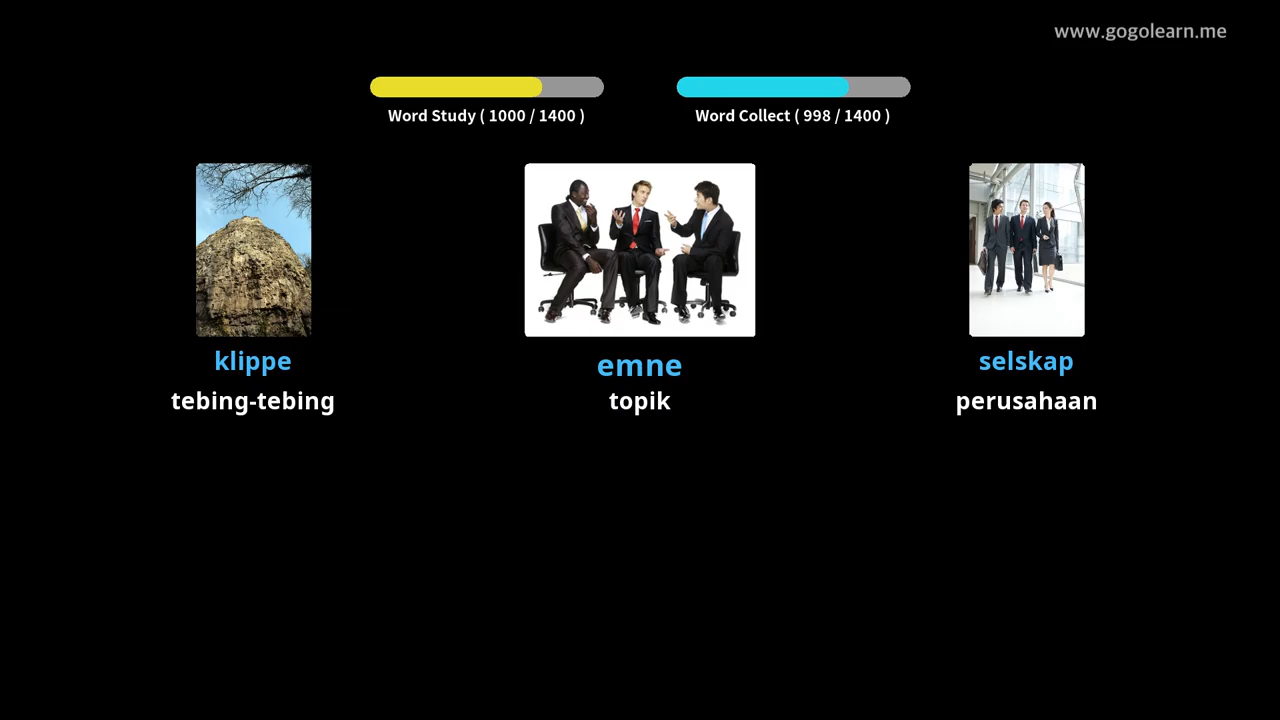 www.gogolearn.me
Word Study ( 1000 / 1400 )
Word Collect ( 998 / 1400 )
klippe
emne
selskap
tebing-tebing
topik
perusahaan